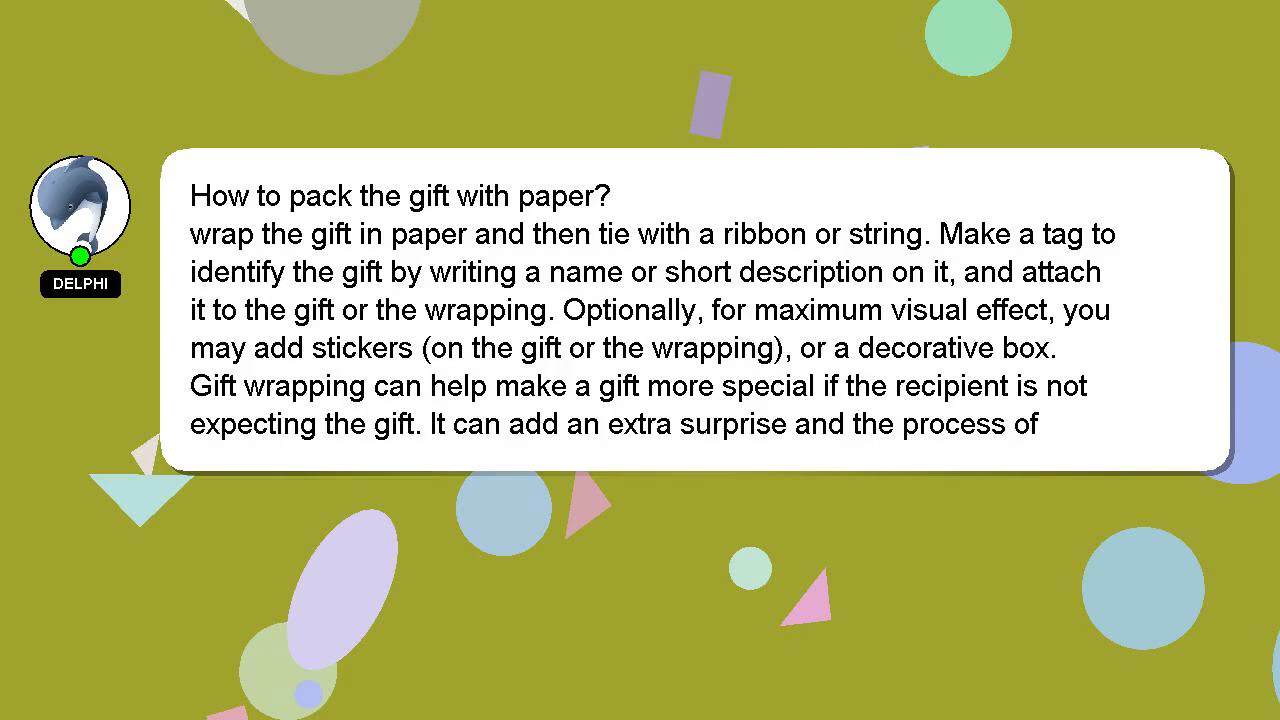 How to pack the gift with paper?
wrap the gift in paper and then tie with a ribbon or string. Make a tag to
identify the gift by writing a name or short description on it, and attach
it to the gift or the wrapping. Optionally, for maximum visual effect, you
may add stickers (on the gift or the wrapping), or a decorative box.
Gift wrapping can help make a gift more special if the recipient is not
expecting the gift. It can add an extra surprise and the process of
DELPHI